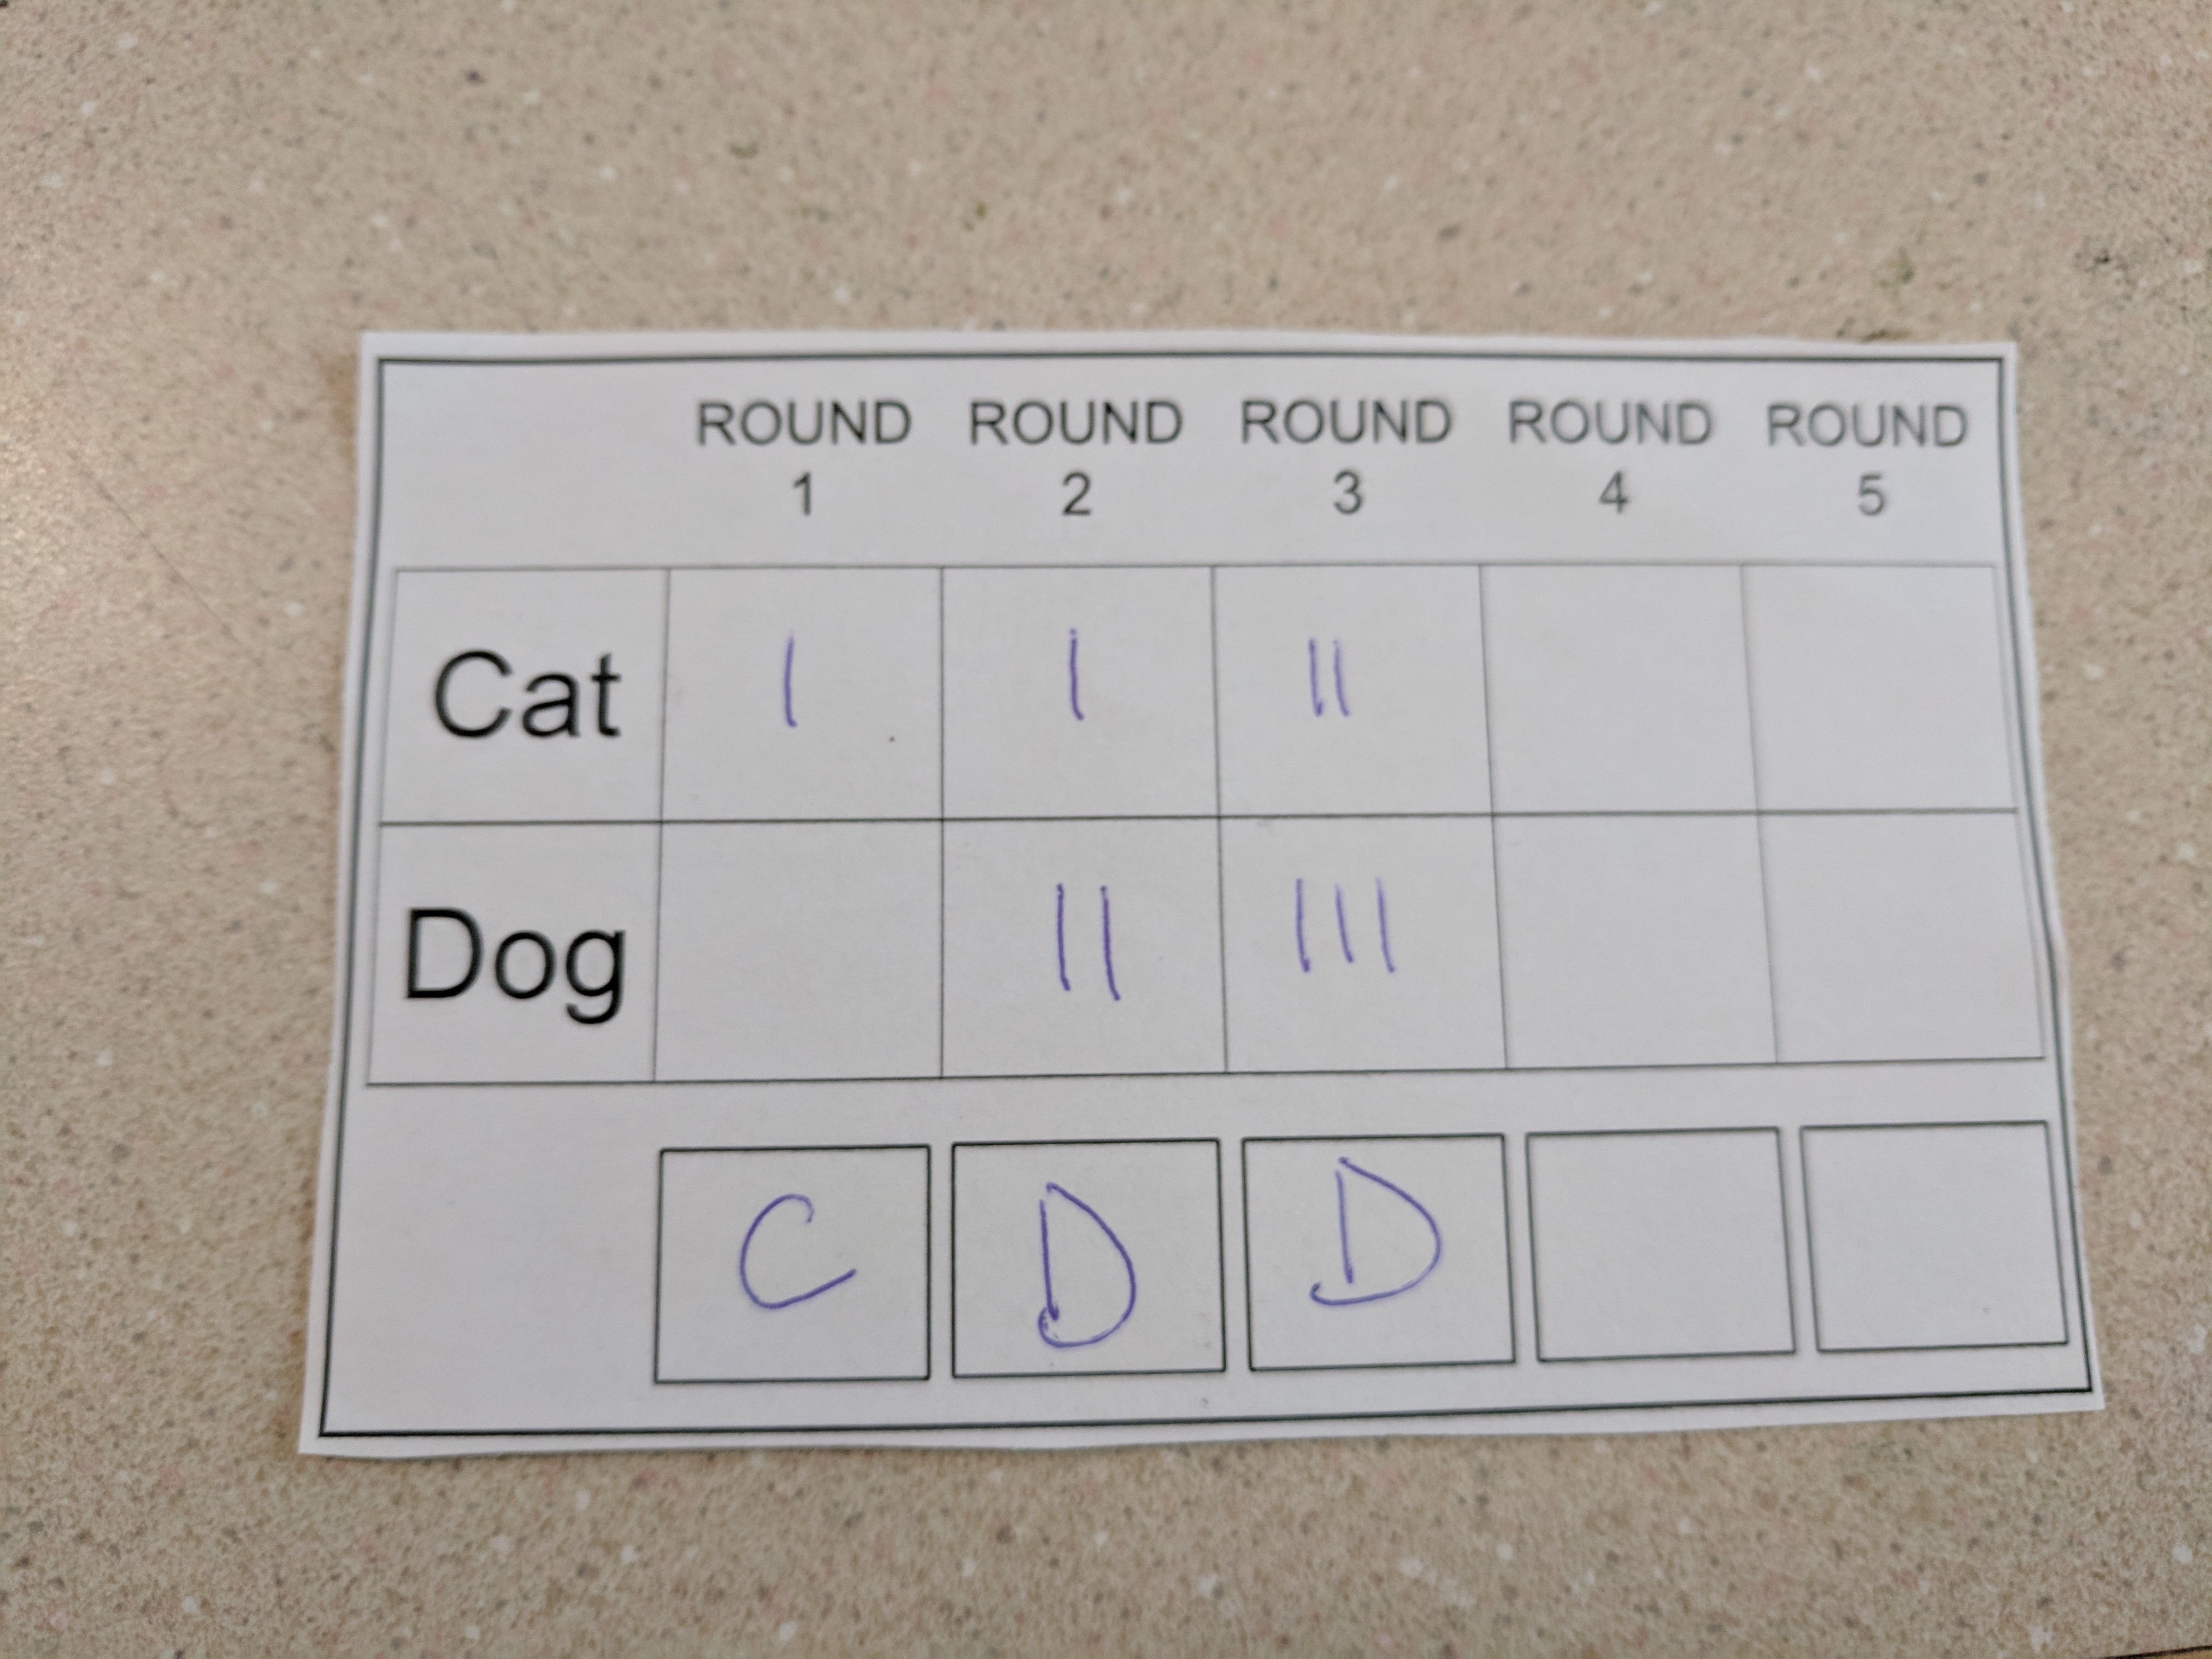 ROUND ROUND ROUND ROUND ROUND
1 2 3 4 5
Cat I I II
Dog II III
C D D